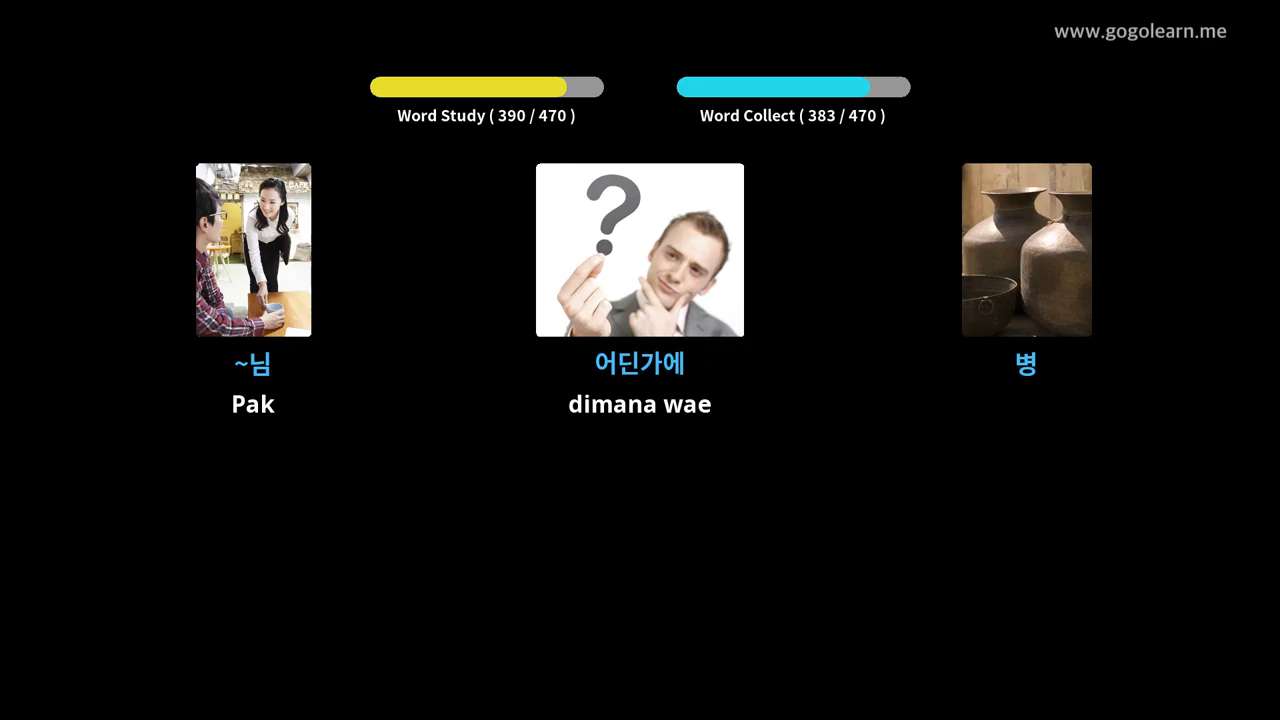 www.gogolearn.me
Word Study ( 390 / 470 )
Word Collect ( 383 / 470 )
~님
어딘가에
병
Pak
dimana wae